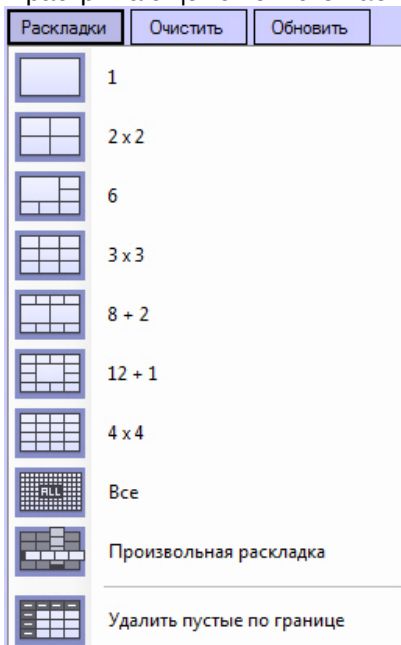 Раскладки Очистить Обновить
1
2 x 2
6
3 x 3
8 + 2
12 + 1
4 x 4
ALL Все
Произвольная раскладка
Удалить пустые по границе